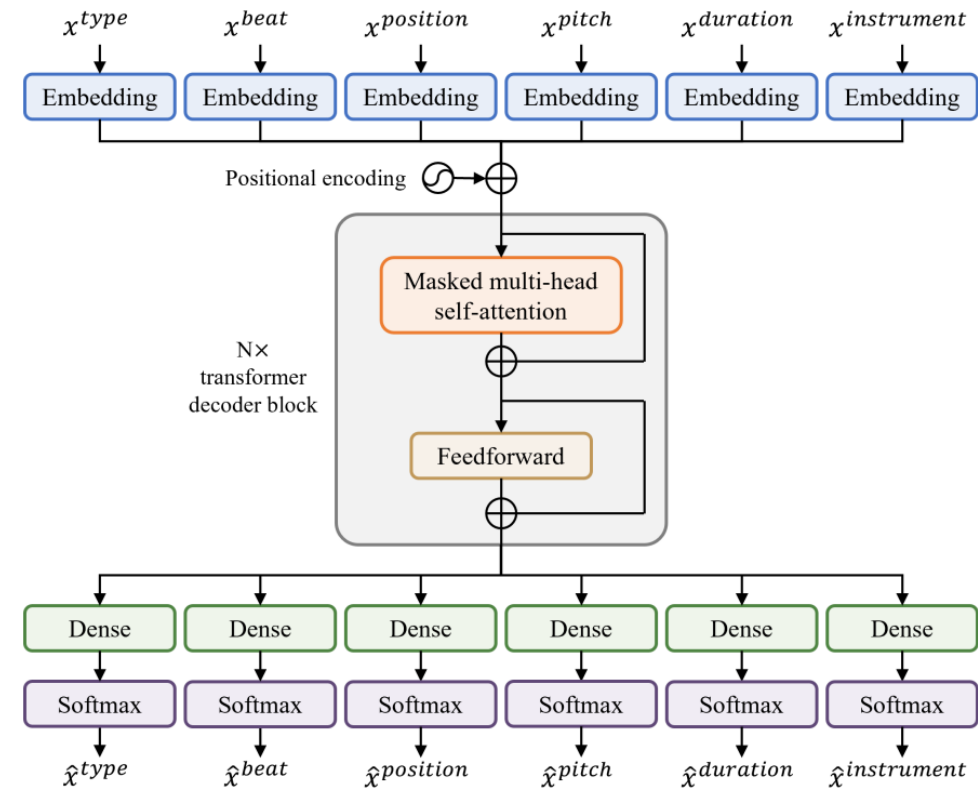 x^type x^beat x^position x^pitch x^duration x^instrument
Embedding Embedding Embedding Embedding Embedding Embedding
Positional encoding
Masked multi-head
self-attention
N×
transformer
decoder block
Feedforward
Dense Dense Dense Dense Dense Dense
Softmax Softmax Softmax Softmax Softmax Softmax
x̂^type x̂^beat x̂^position x̂^pitch x̂^duration x̂^instrument